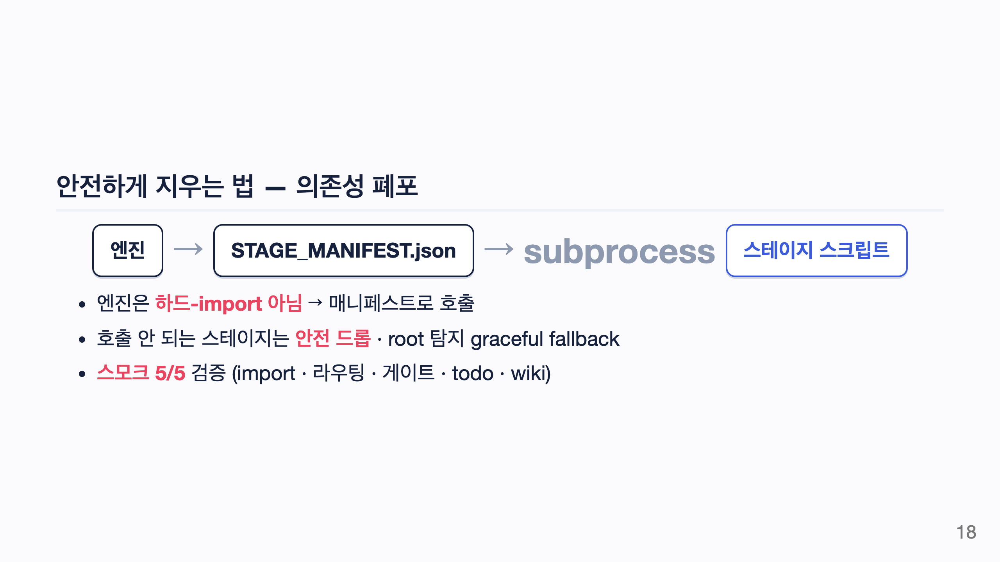 안전하게 지우는 법 — 의존성 폐포
엔진 → STAGE_MANIFEST.json → subprocess 스테이지 스크립트
• 엔진은 하드-import 아님 → 매니페스트로 호출
• 호출 안 되는 스테이지는 안전 드롭 · root 탐지 graceful fallback
• 스모크 5/5 검증 (import · 라우팅 · 게이트 · todo · wiki)
18